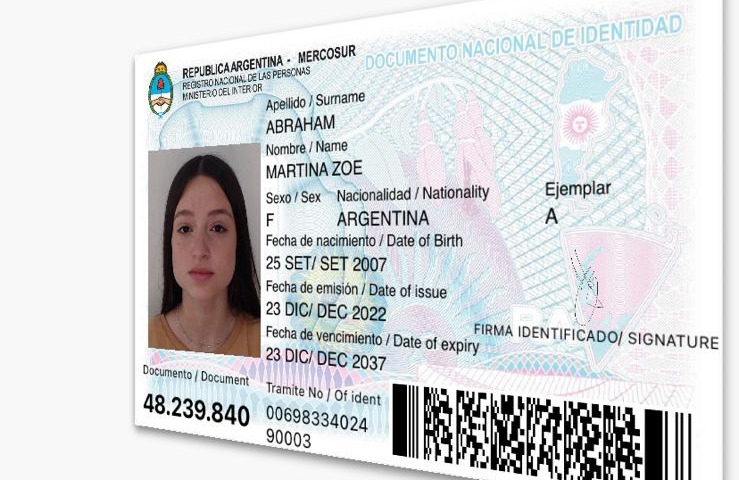 REPUBLICA ARGENTINA - MERCOSUR
REGISTRO NACIONAL DE LAS PERSONAS
MINISTERIO DEL INTERIOR
DOCUMENTO NACIONAL DE IDENTIDAD
Apellido / Surname
ABRAHAM
Nombre / Name
MARTINA ZOE
Sexo / Sex Nacionalidad / Nationality
F ARGENTINA
Ejemplar
A
Fecha de nacimiento / Date of Birth
25 SET/ SET 2007
Fecha de emisión / Date of issue
23 DIC/ DEC 2022
Fecha de vencimiento / Date of expiry
23 DIC/ DEC 2037
FIRMA IDENTIFICADO/ SIGNATURE
Documento / Document
48.239.840
Tramite No / Of ident
00698334024
90003